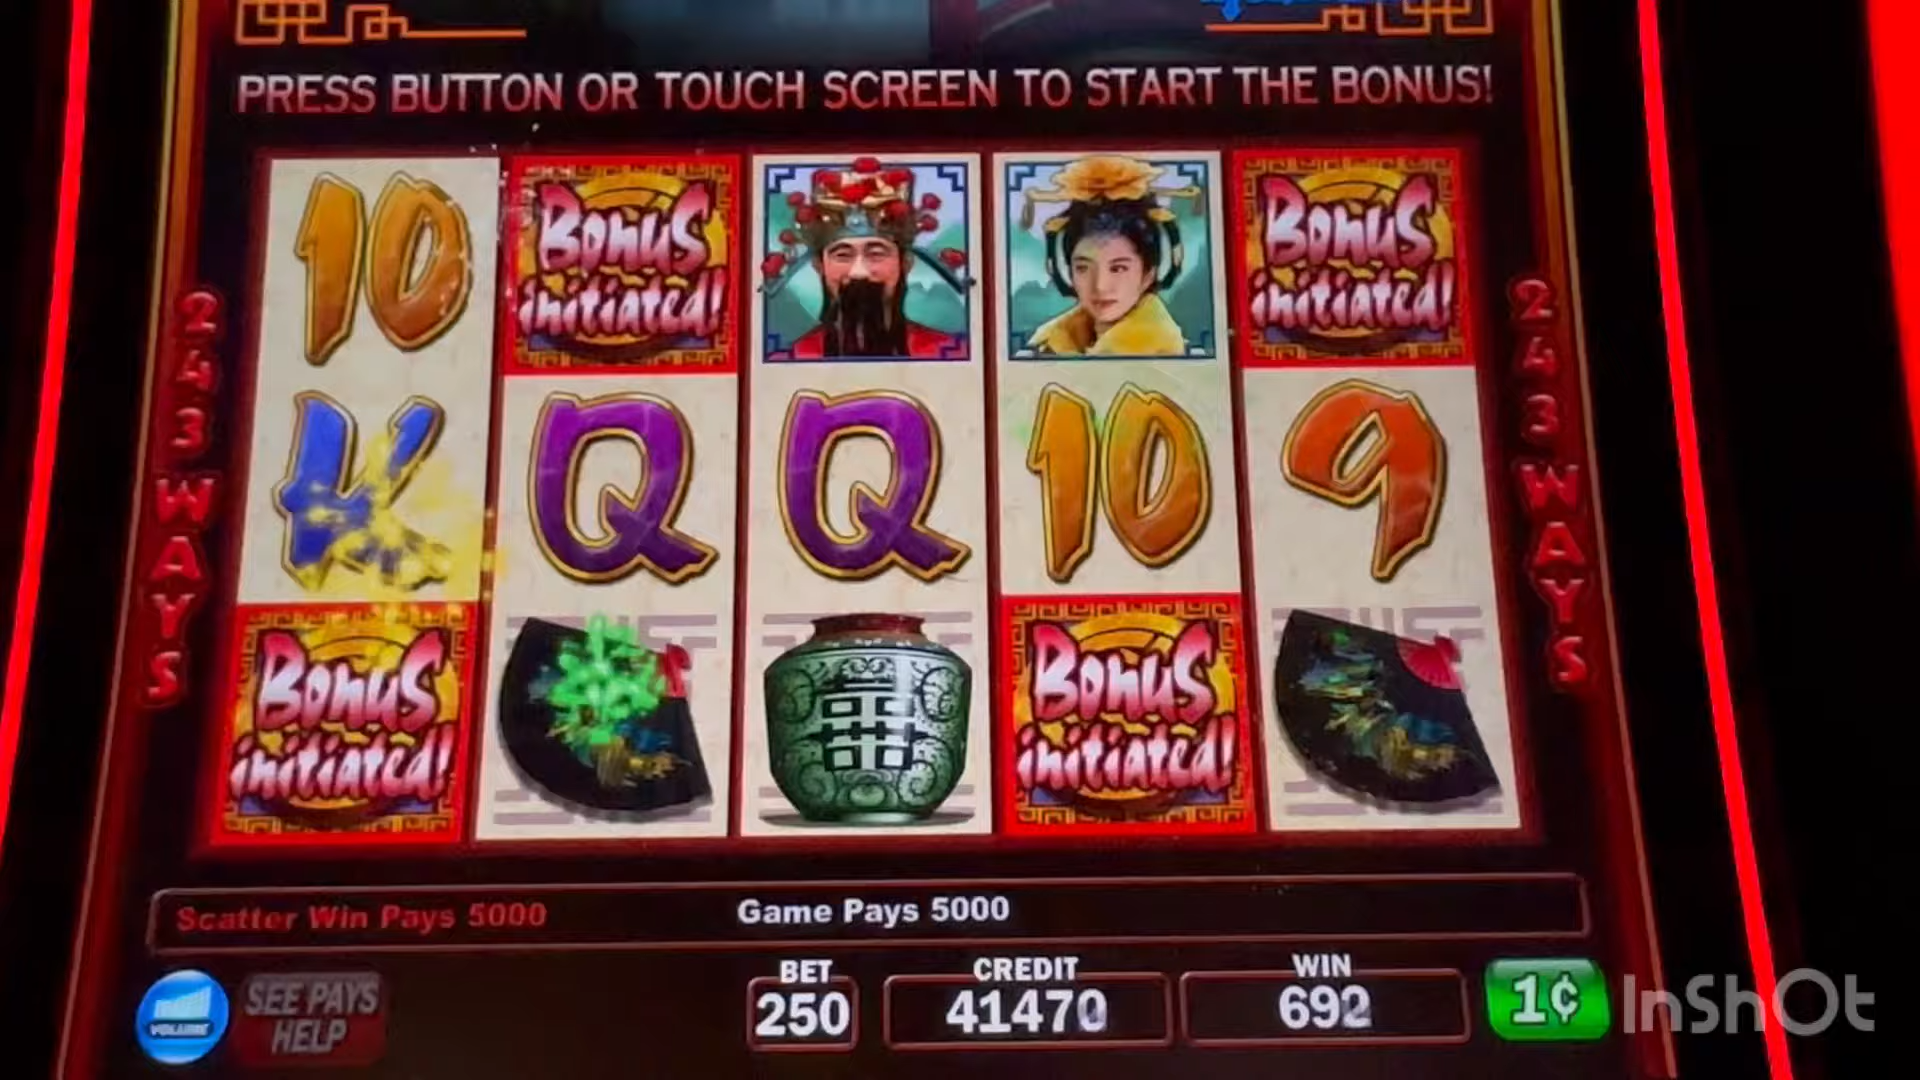 PRESS BUTTON OR TOUCH SCREEN TO START THE BONUS!
10
Bonus
initiated!
Bonus
initiated!
243 WAYS
K
Q
Q
10
9
243 WAYS
Bonus
initiated!
Bonus
initiated!
Scatter Win Pays 5000
Game Pays 5000
VOLUME
SEE PAYS
HELP
BET
250
CREDIT
41470
WIN
692
1¢
InShOt